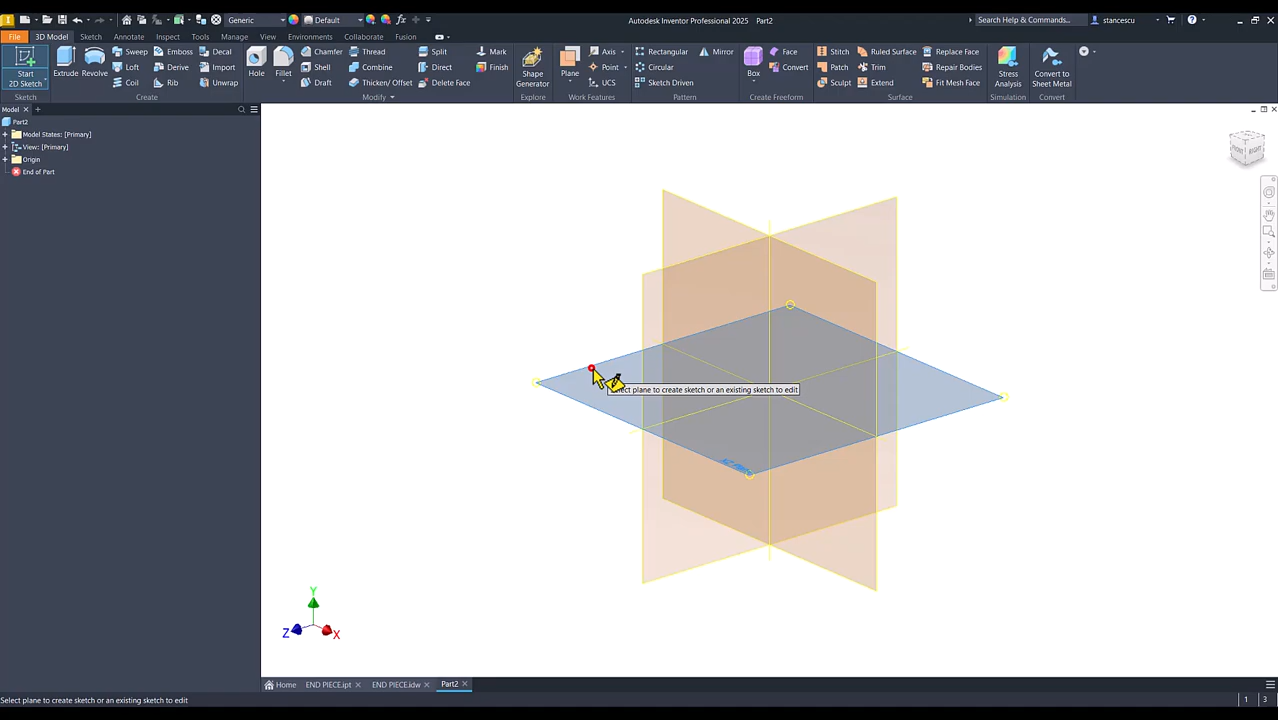 Generic
Default
fx
Autodesk Inventor Professional 2025 Part2
Search Help & Commands...
stancescu
File
3D Model
Sketch
Annotate
Inspect
Tools
Manage
View
Environments
Collaborate
Fusion
Start
2D Sketch
Extrude
Revolve
Sweep
Loft
Coil
Emboss
Derive
Rib
Decal
Import
Unwrap
Hole
Fillet
Chamfer
Shell
Draft
Thread
Combine
Thicken/ Offset
Split
Direct
Delete Face
Mark
Finish
Shape
Generator
Plane
Axis
Point
UCS
Rectangular
Circular
Sketch Driven
Mirror
Box
Face
Convert
Stitch
Patch
Sculpt
Ruled Surface
Trim
Extend
Replace Face
Repair Bodies
Fit Mesh Face
Stress
Analysis
Convert to
Sheet Metal
Sketch
Create
Modify
Explore
Work Features
Pattern
Create Freeform
Surface
Simulation
Convert
Model
Part2
Model States: [Primary]
View: [Primary]
Origin
End of Part
FRONT
RIGHT
Select plane to create sketch or an existing sketch to edit
Y
Z
X
Home
END PIECE.ipt
END PIECE.idw
Part2
Select plane to create sketch or an existing sketch to edit
1
3